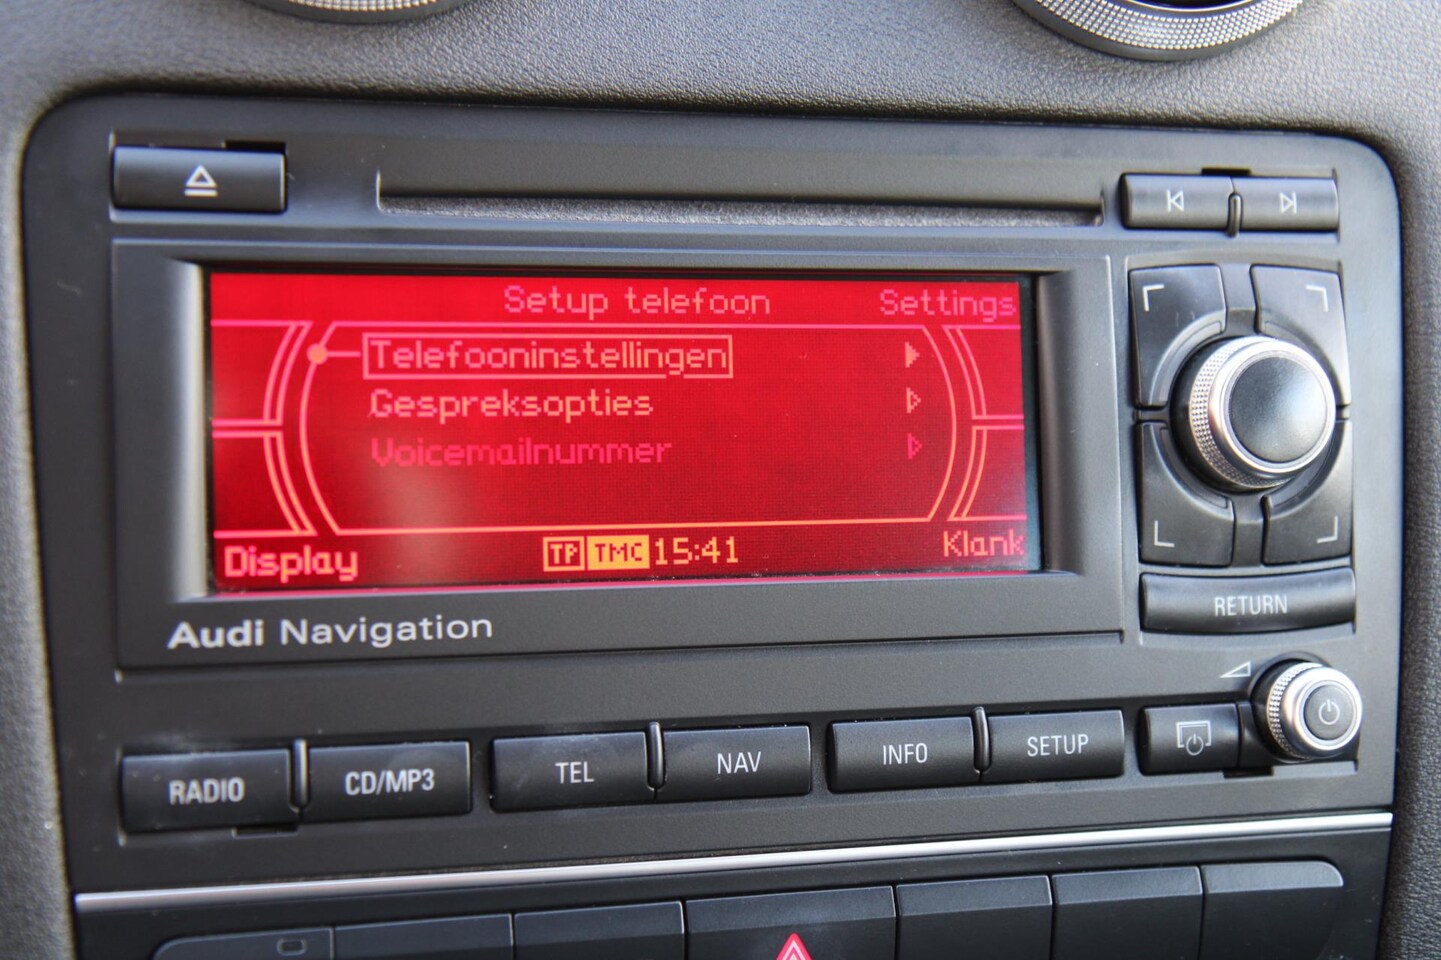 Setup telefoon Settings
Telefooninstellingen
Gespreksopties
Voicemailnummer
Display TP TMC 15:41 Klank
Audi Navigation
RETURN
RADIO CD/MP3 TEL NAV INFO SETUP